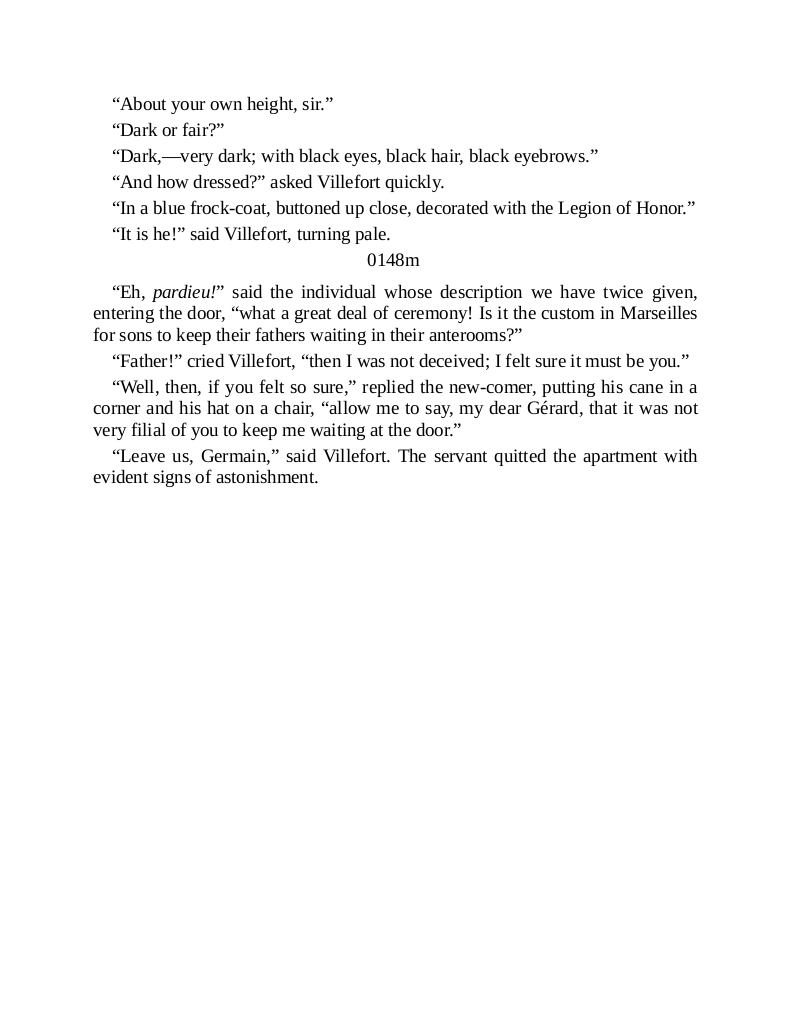 “About your own height, sir.”
“Dark or fair?”
“Dark,—very dark; with black eyes, black hair, black eyebrows.”
“And how dressed?” asked Villefort quickly.
“In a blue frock-coat, buttoned up close, decorated with the Legion of Honor.”
“It is he!” said Villefort, turning pale.
0148m
“Eh, pardieu!” said the individual whose description we have twice given,
entering the door, “what a great deal of ceremony! Is it the custom in Marseilles
for sons to keep their fathers waiting in their anterooms?”
“Father!” cried Villefort, “then I was not deceived; I felt sure it must be you.”
“Well, then, if you felt so sure,” replied the new-comer, putting his cane in a
corner and his hat on a chair, “allow me to say, my dear Gérard, that it was not
very filial of you to keep me waiting at the door.”
“Leave us, Germain,” said Villefort. The servant quitted the apartment with
evident signs of astonishment.